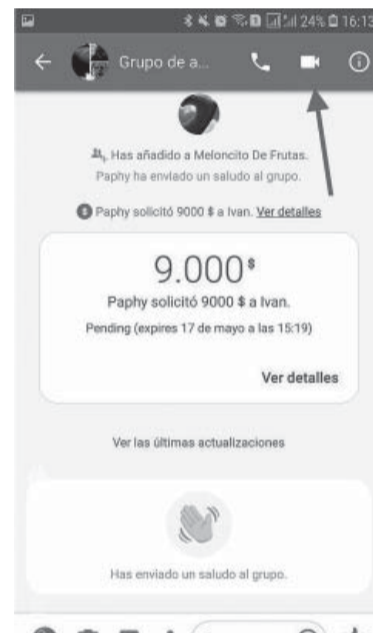 24% 16:13
Grupo de a...
Has añadido a Meloncito De Frutas.
Paphy ha enviado un saludo al grupo.
$ Paphy solicitó 9000 $ a Ivan. Ver detalles
9.000$
Paphy solicitó 9000 $ a Ivan.
Pending (expires 17 de mayo a las 15:19)
Ver detalles
Ver las últimas actualizaciones
Has enviado un saludo al grupo.